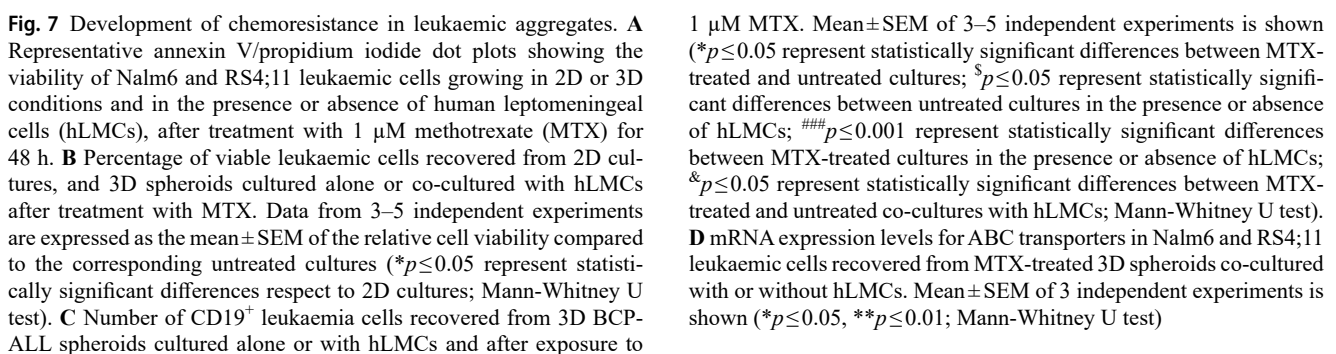 Fig. 7 Development of chemoresistance in leukaemic aggregates. A
Representative annexin V/propidium iodide dot plots showing the
viability of Nalm6 and RS4;11 leukaemic cells growing in 2D or 3D
conditions and in the presence or absence of human leptomeningeal
cells (hLMCs), after treatment with 1 μM methotrexate (MTX) for
48 h. B Percentage of viable leukaemic cells recovered from 2D cul-
tures, and 3D spheroids cultured alone or co-cultured with hLMCs
after treatment with MTX. Data from 3–5 independent experiments
are expressed as the mean±SEM of the relative cell viability compared
to the corresponding untreated cultures (*p≤0.05 represent statisti-
cally significant differences respect to 2D cultures; Mann-Whitney U
test). C Number of CD19+ leukaemia cells recovered from 3D BCP-
ALL spheroids cultured alone or with hLMCs and after exposure to
1 μM MTX. Mean±SEM of 3–5 independent experiments is shown
(*p≤0.05 represent statistically significant differences between MTX-
treated and untreated cultures; $p≤0.05 represent statistically signifi-
cant differences between untreated cultures in the presence or absence
of hLMCs; ###p≤0.001 represent statistically significant differences
between MTX-treated cultures in the presence or absence of hLMCs;
&p≤0.05 represent statistically significant differences between MTX-
treated and untreated co-cultures with hLMCs; Mann-Whitney U test).
D mRNA expression levels for ABC transporters in Nalm6 and RS4;11
leukaemic cells recovered from MTX-treated 3D spheroids co-cultured
with or without hLMCs. Mean±SEM of 3 independent experiments is
shown (*p≤0.05, **p≤0.01; Mann-Whitney U test)